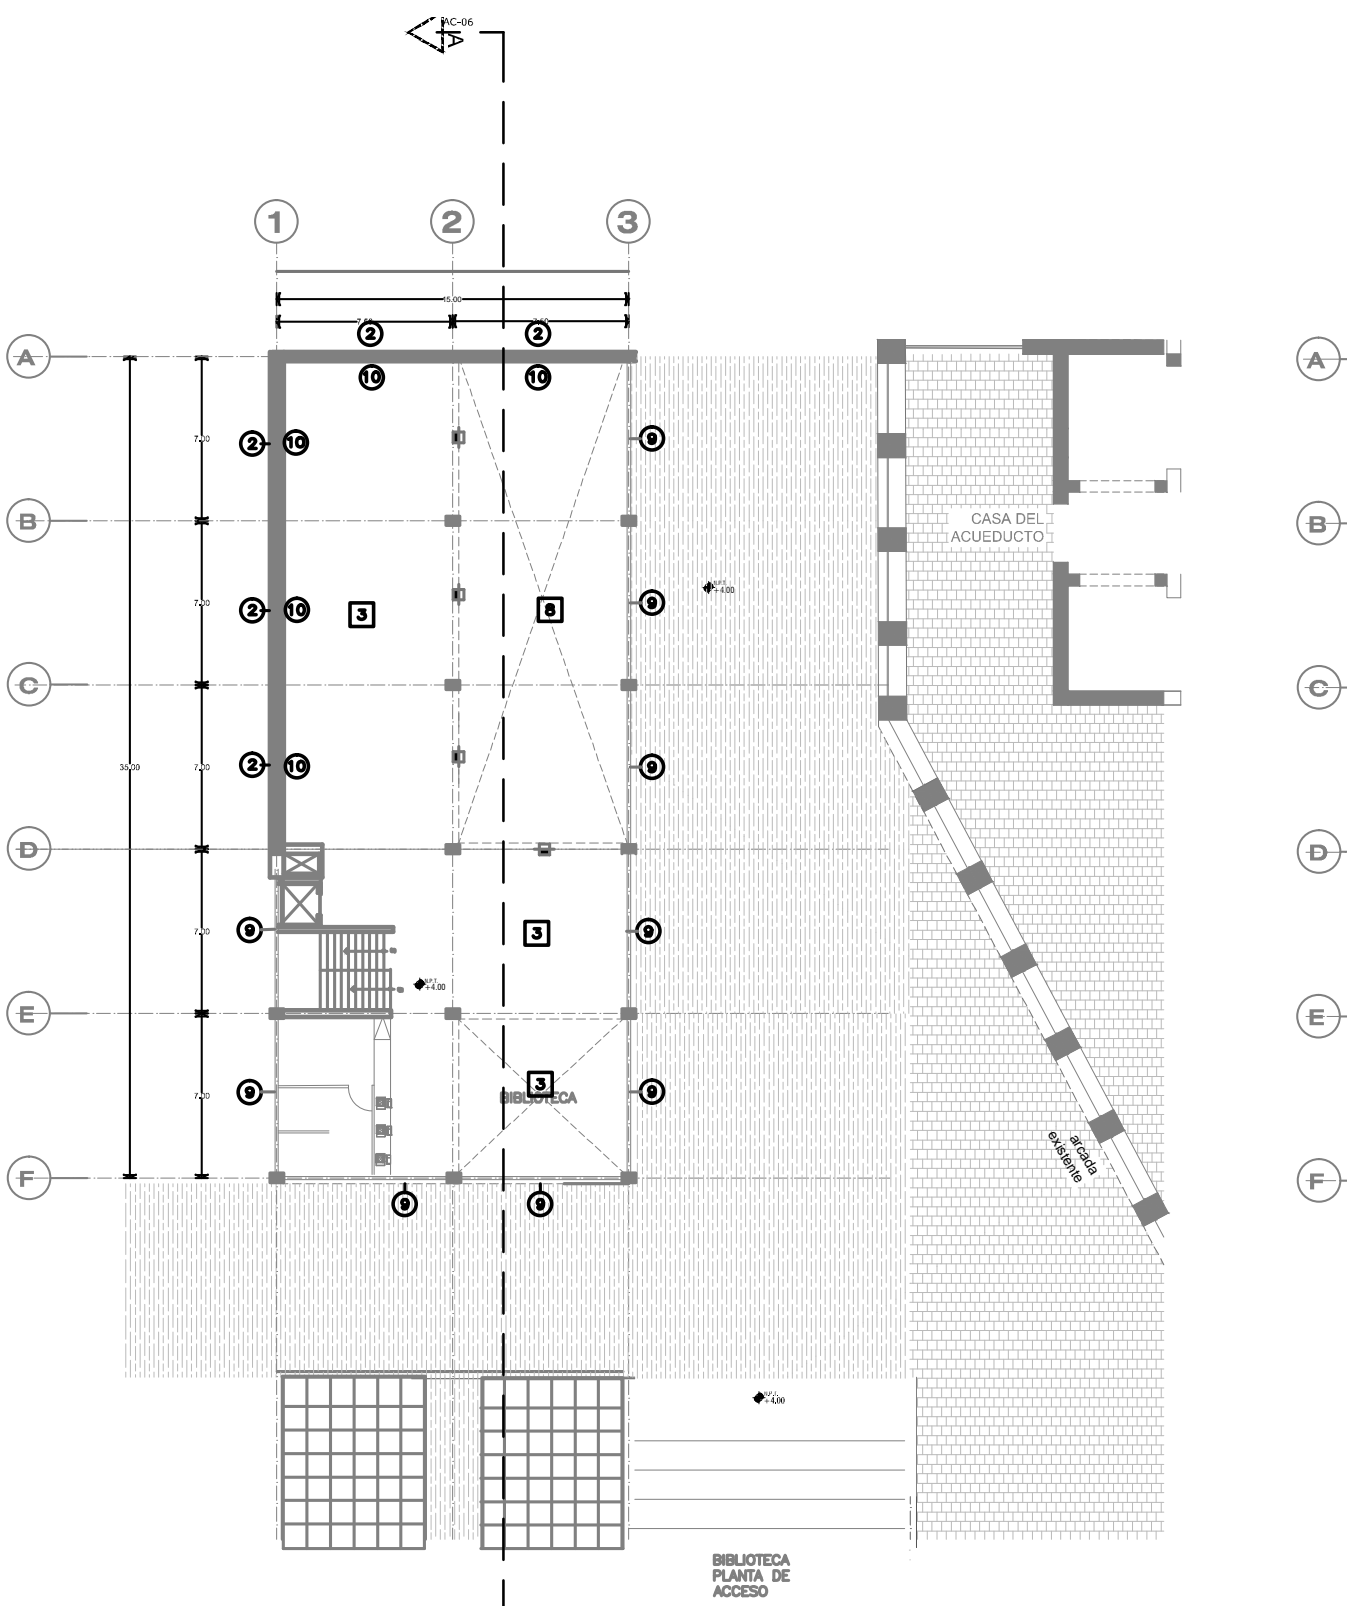 AC-06
A
1 2 3
15.00
7.50 7.50
2 2
A A
10 10
7.00 2 10 9
B B
CASA DEL
ACUEDUCTO
N.P.T.
+4.00
7.00 2 10 3 8 9
C C
35.00 7.00 2 10 9
D D
7.00 9 3 9
N.P.T.
+4.00
E E
3
7.00 9 BIBLIOTECA 9
arcada
existente
F F
9 9
N.P.T.
+4.00
BIBLIOTECA
PLANTA DE
ACCESO